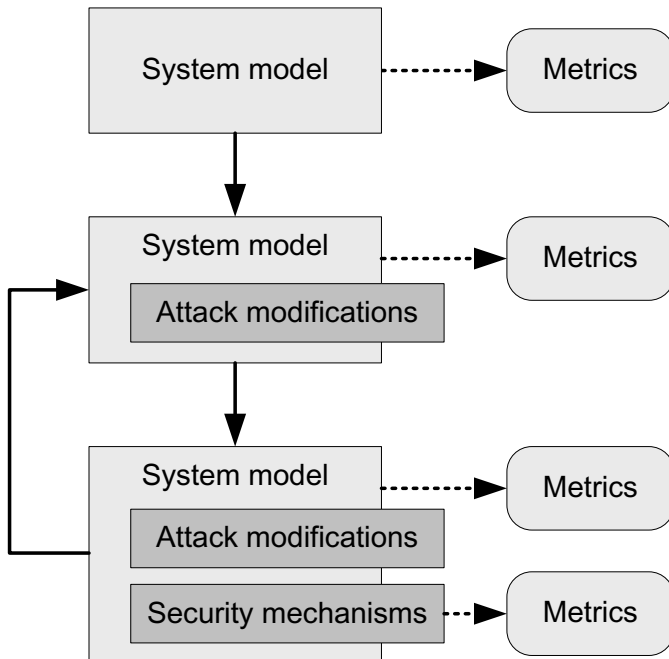 System model
Metrics
System model
Metrics
Attack modifications
System model
Metrics
Attack modifications
Security mechanisms
Metrics